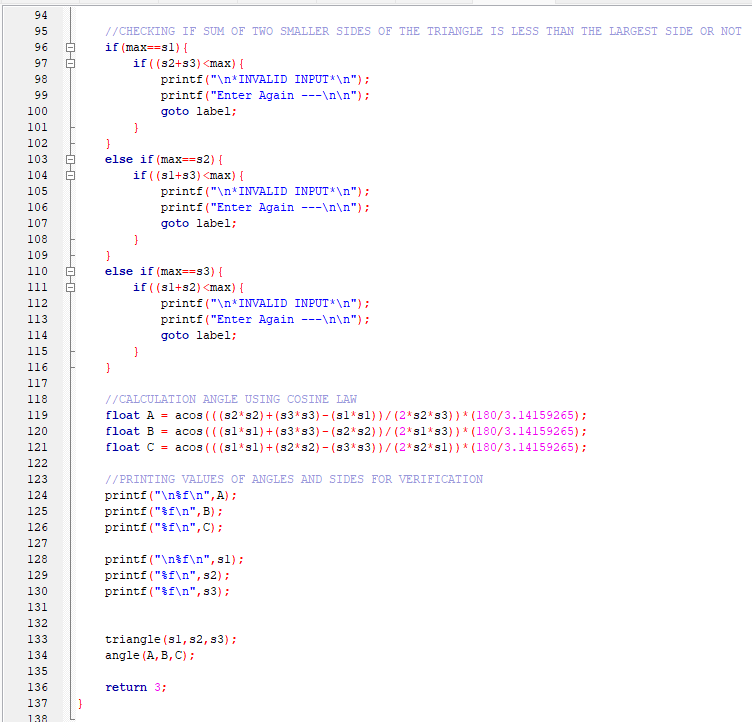 94
95 //CHECKING IF SUM OF TWO SMALLER SIDES OF THE TRIANGLE IS LESS THAN THE LARGEST SIDE OR NOT
96 if(max==s1){
97 if((s2+s3)<max){
98 printf("\n*INVALID INPUT*\n");
99 printf("Enter Again ---\n\n");
100 goto label;
101 }
102 }
103 else if(max==s2){
104 if((s1+s3)<max){
105 printf("\n*INVALID INPUT*\n");
106 printf("Enter Again ---\n\n");
107 goto label;
108 }
109 }
110 else if(max==s3){
111 if((s1+s2)<max){
112 printf("\n*INVALID INPUT*\n");
113 printf("Enter Again ---\n\n");
114 goto label;
115 }
116 }
117
118 //CALCULATION ANGLE USING COSINE LAW
119 float A = acos(((s2*s2)+(s3*s3)-(s1*s1))/(2*s2*s3))*(180/3.14159265);
120 float B = acos(((s1*s1)+(s3*s3)-(s2*s2))/(2*s1*s3))*(180/3.14159265);
121 float C = acos(((s1*s1)+(s2*s2)-(s3*s3))/(2*s2*s1))*(180/3.14159265);
122
123 //PRINTING VALUES OF ANGLES AND SIDES FOR VERIFICATION
124 printf("\n%f\n",A);
125 printf("%f\n",B);
126 printf("%f\n",C);
127
128 printf("\n%f\n",s1);
129 printf("%f\n",s2);
130 printf("%f\n",s3);
131
132
133 triangle(s1,s2,s3);
134 angle(A,B,C);
135
136 return 3;
137 }
138